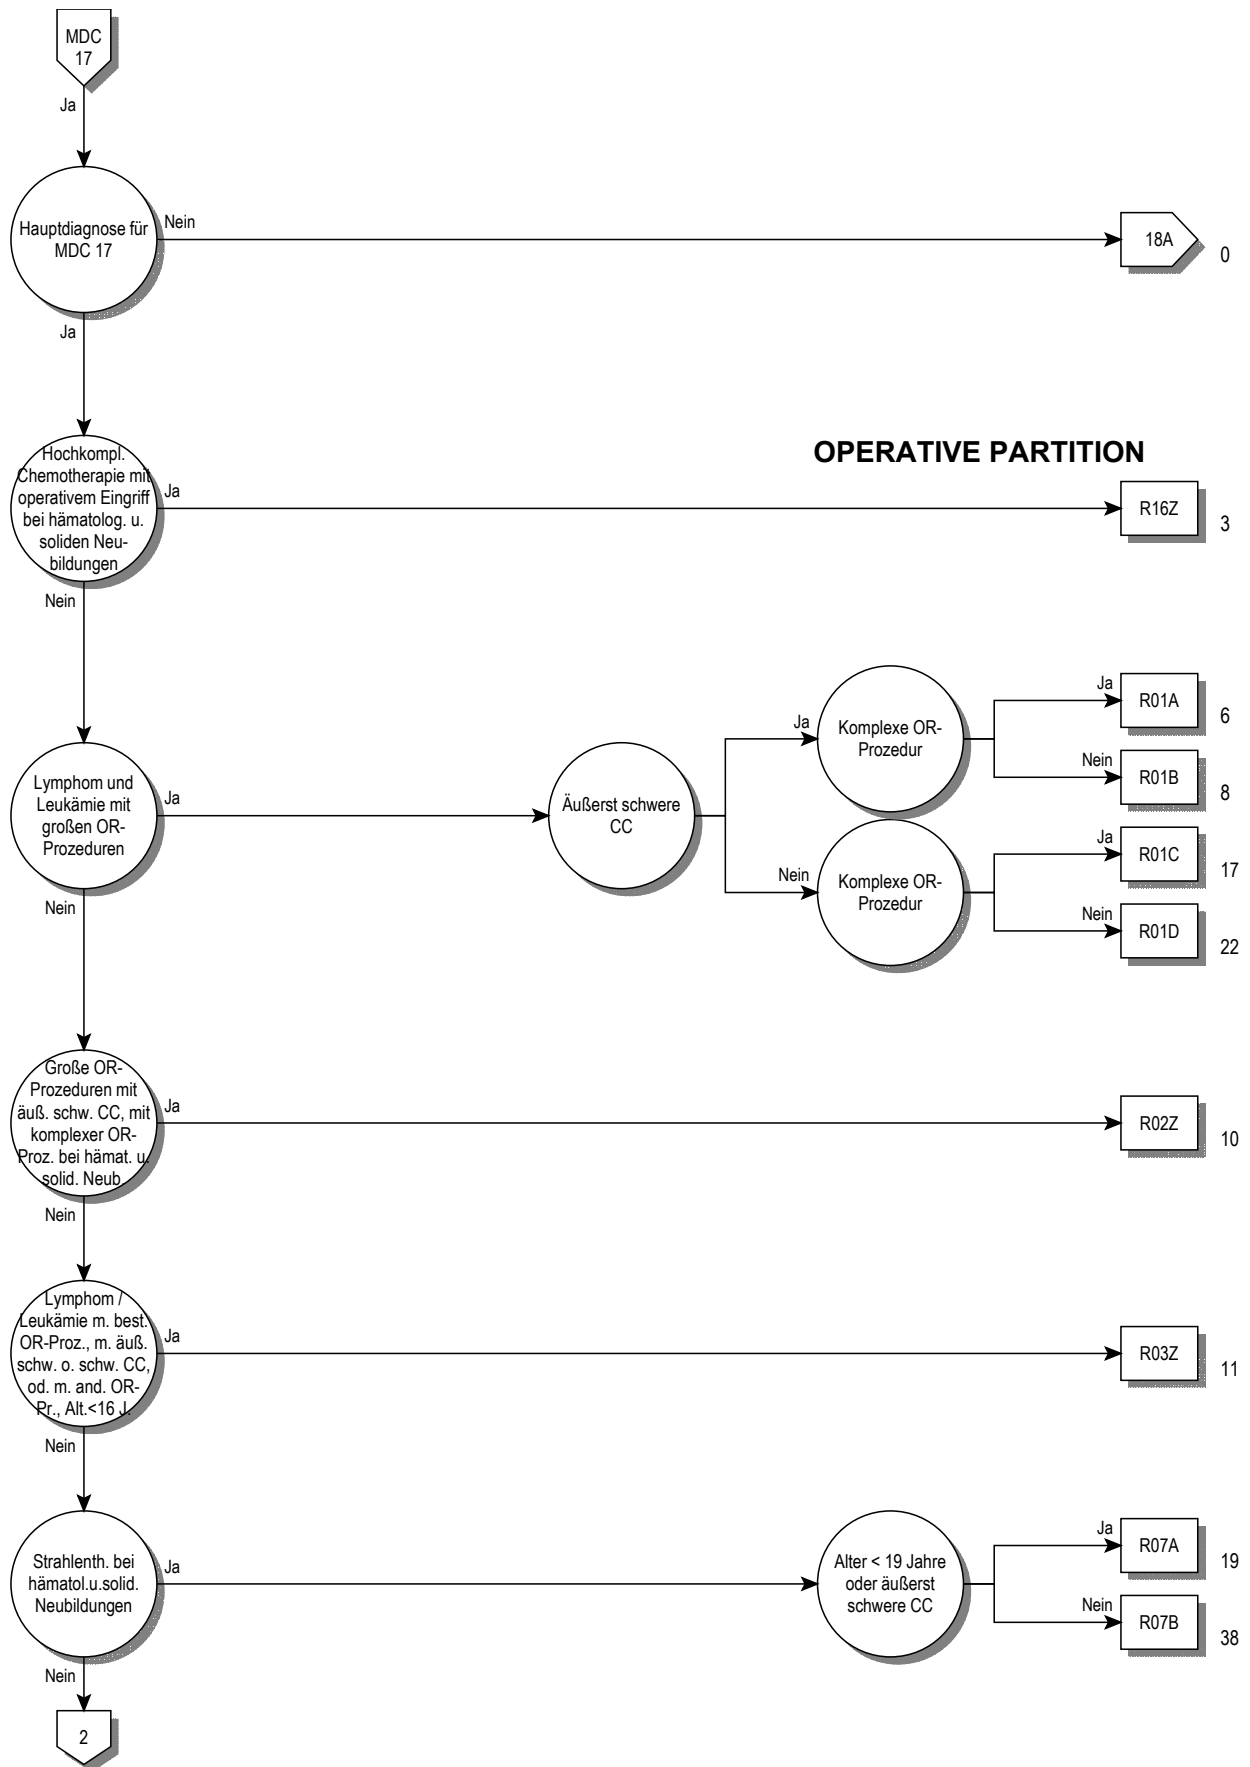 MDC
17
Ja
Hauptdiagnose für
MDC 17
Nein
18A
0
Ja
OPERATIVE PARTITION
Hochkompl.
Chemotherapie mit
operativem Eingriff
bei hämatolog. u.
soliden Neu-
bildungen
Ja
R16Z
3
Nein
Lymphom und
Leukämie mit
großen OR-
Prozeduren
Ja
Äußerst schwere
CC
Ja
Komplexe OR-
Prozedur
Ja
R01A
6
Nein
R01B
8
Nein
Komplexe OR-
Prozedur
Ja
R01C
17
Nein
R01D
22
Nein
Große OR-
Prozeduren mit
äuß. schw. CC, mit
komplexer OR-
Proz. bei hämat. u.
solid. Neub.
Ja
R02Z
10
Nein
Lymphom /
Leukämie m. best.
OR-Proz., m. äuß.
schw. o. schw. CC,
od. m. and. OR-
Pr., Alt.<16 J.
Ja
R03Z
11
Nein
Strahlenth. bei
hämatol.u.solid.
Neubildungen
Ja
Alter < 19 Jahre
oder äußerst
schwere CC
Ja
R07A
19
Nein
R07B
38
Nein
2